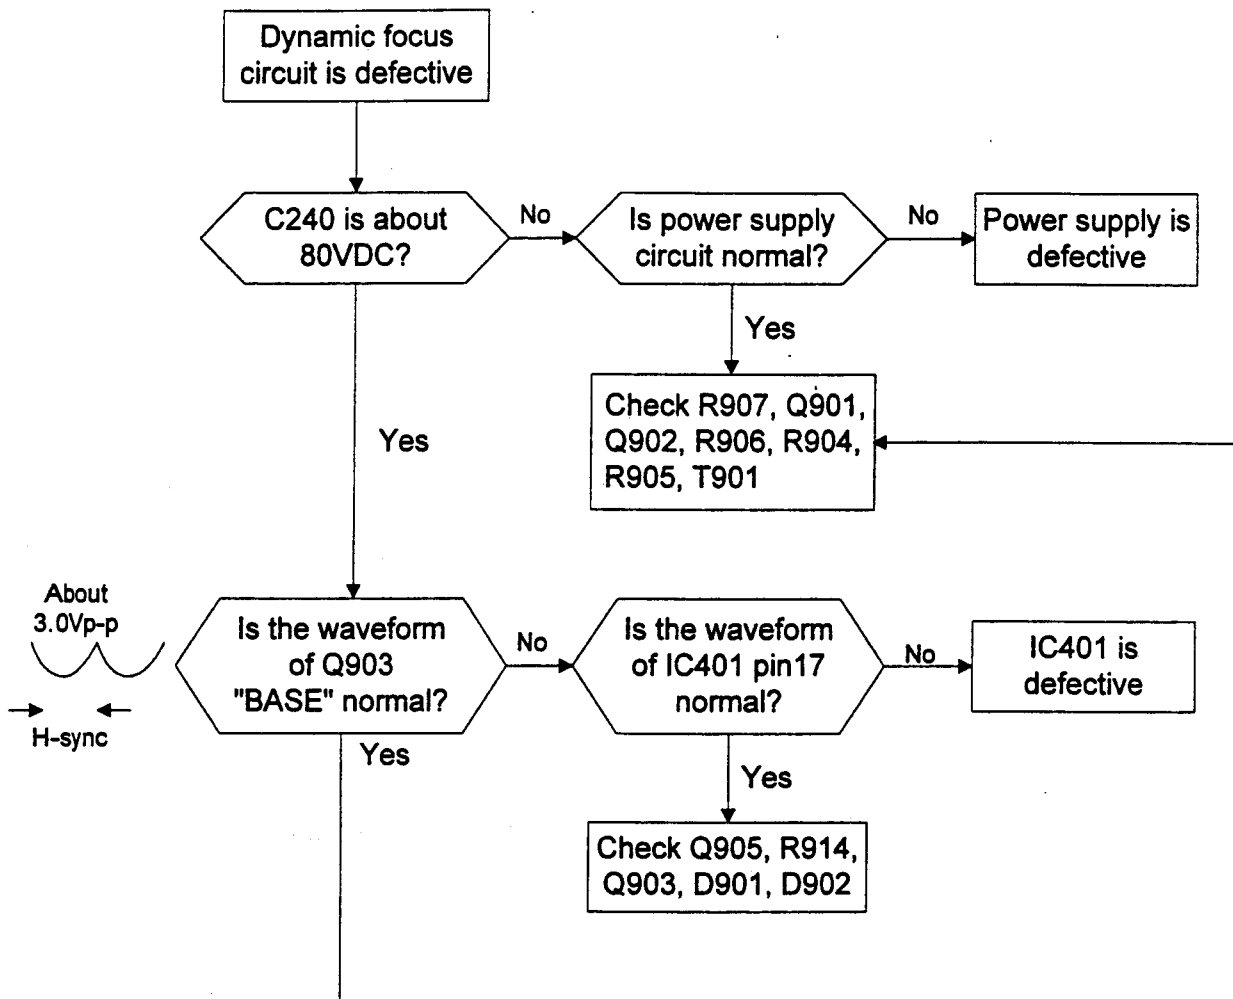 Dynamic focus
circuit is defective
C240 is about
80VDC?
No
Is power supply
circuit normal?
No
Power supply is
defective
Yes
Check R907, Q901,
Q902, R906, R904,
R905, T901
Yes
About
3.0Vp-p
H-sync
Is the waveform
of Q903
"BASE" normal?
No
Is the waveform
of IC401 pin17
normal?
No
IC401 is
defective
Yes
Yes
Check Q905, R914,
Q903, D901, D902